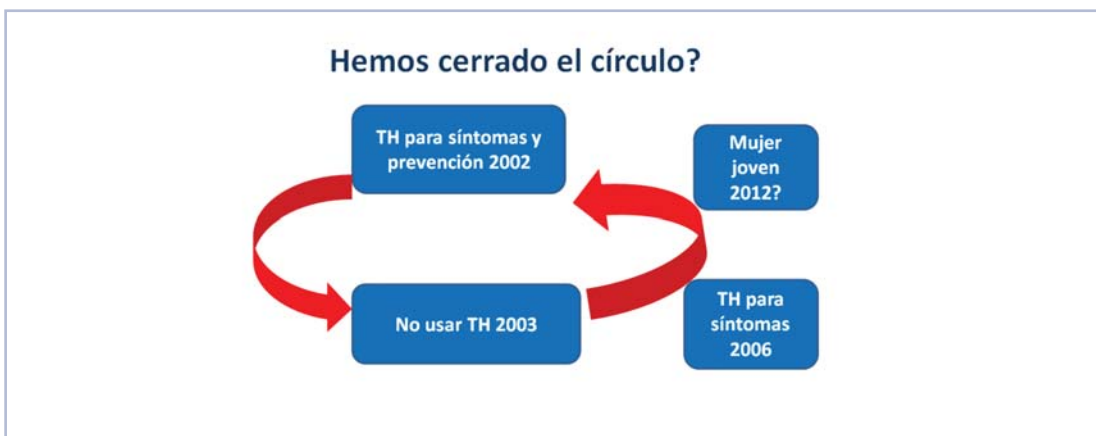 Hemos cerrado el círculo?
TH para síntomas y
prevención 2002
Mujer
joven
2012?
No usar TH 2003
TH para
síntomas
2006